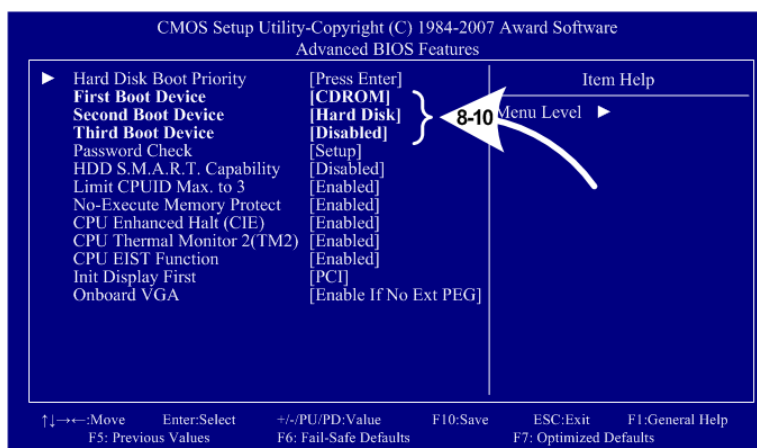 CMOS Setup Utility-Copyright (C) 1984-2007 Award Software
Advanced BIOS Features
► Hard Disk Boot Priority [Press Enter]
First Boot Device [CDROM]
Second Boot Device [Hard Disk]
Third Boot Device [Disabled]
Password Check [Setup]
HDD S.M.A.R.T. Capability [Disabled]
Limit CPUID Max. to 3 [Enabled]
No-Execute Memory Protect [Enabled]
CPU Enhanced Halt (CIE) [Enabled]
CPU Thermal Monitor 2(TM2) [Enabled]
CPU EIST Function [Enabled]
Init Display First [PCI]
Onboard VGA [Enable If No Ext PEG]
8-10
Item Help
Menu Level ►
↑↓→←:Move Enter:Select +/-/PU/PD:Value F10:Save ESC:Exit F1:General Help
F5: Previous Values F6: Fail-Safe Defaults F7: Optimized Defaults